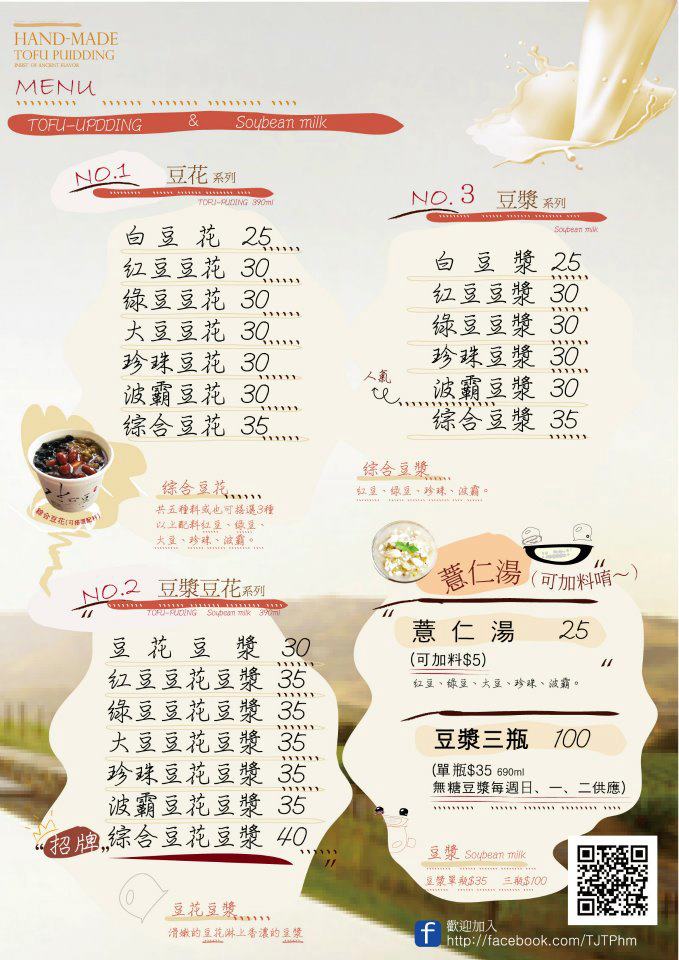 HAND-MADE
TOFU PUIDDING
INSIST OF ANCIENT FLAVOR
MENU
TOFU-UPDDING & Soybean milk
NO.1 豆花 系列
TOFU-PUDING 390ml
白豆花 25
紅豆豆花 30
綠豆豆花 30
大豆豆花 30
珍珠豆花 30
波霸豆花 30
綜合豆花 35
綜合豆花(可搭選配料)
綜合豆花
共五種料或也可搭選3種
以上配料紅豆、綠豆、
大豆、珍珠、波霸。
NO.2 豆漿豆花系列
TOFU-PUDING Soybean milk 390ml
豆花豆漿 30
紅豆豆花豆漿 35
綠豆豆花豆漿 35
大豆豆花豆漿 35
珍珠豆花豆漿 35
波霸豆花豆漿 35
"招牌" 綜合豆花豆漿 40
豆花豆漿
滑嫩的豆花淋上香濃的豆漿
NO.3 豆漿 系列
Soybean milk
白豆漿 25
紅豆豆漿 30
綠豆豆漿 30
珍珠豆漿 30
人氣
波霸豆漿 30
綜合豆漿 35
綜合豆漿
紅豆、綠豆、珍珠、波霸。
薏仁湯(可加料唷～)
薏仁湯 25
(可加料$5)
紅豆、綠豆、大豆、珍珠、波霸。
豆漿三瓶 100
(單瓶$35 690ml
無糖豆漿每週日、一、二供應)
豆漿 Soybean milk
豆漿單瓶$35 三瓶$100
歡迎加入
http://facebook.com/TJTPhm